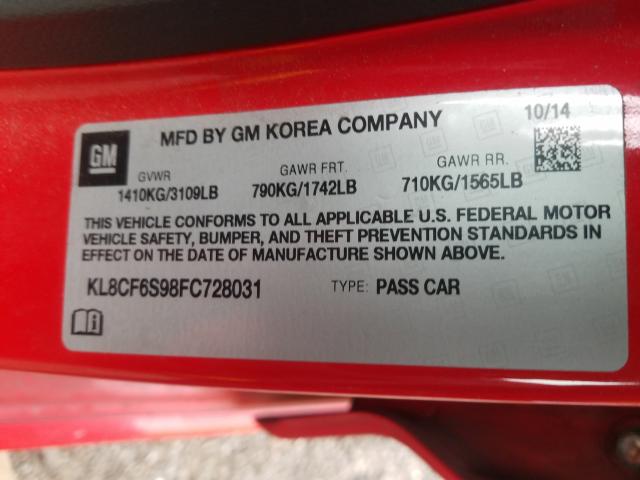 GM
MFD BY GM KOREA COMPANY
10/14
GVWR
1410KG/3109LB
GAWR FRT.
790KG/1742LB
GAWR RR.
710KG/1565LB
THIS VEHICLE CONFORMS TO ALL APPLICABLE U.S. FEDERAL MOTOR
VEHICLE SAFETY, BUMPER, AND THEFT PREVENTION STANDARDS IN
EFFECT ON THE DATE OF MANUFACTURE SHOWN ABOVE.
KL8CF6S98FC728031
TYPE: PASS CAR